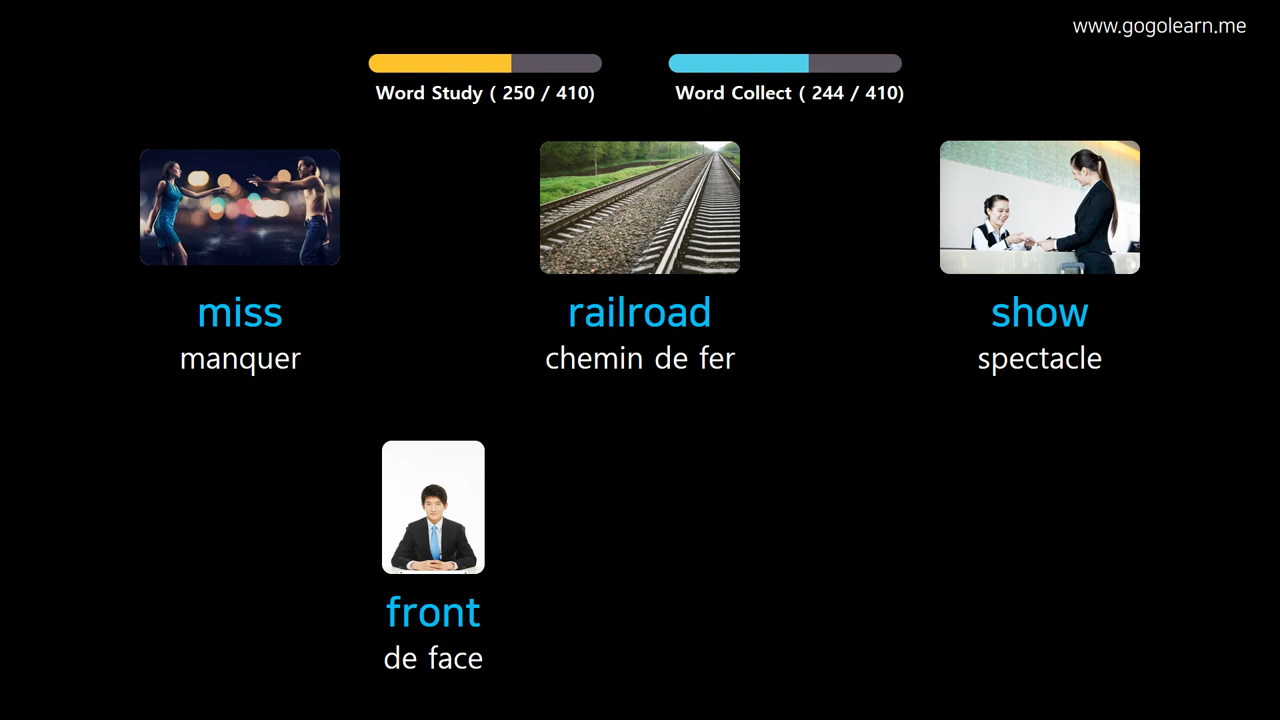 www.gogolearn.me
Word Study ( 250 / 410)
Word Collect ( 244 / 410)
miss
manquer
railroad
chemin de fer
show
spectacle
front
de face